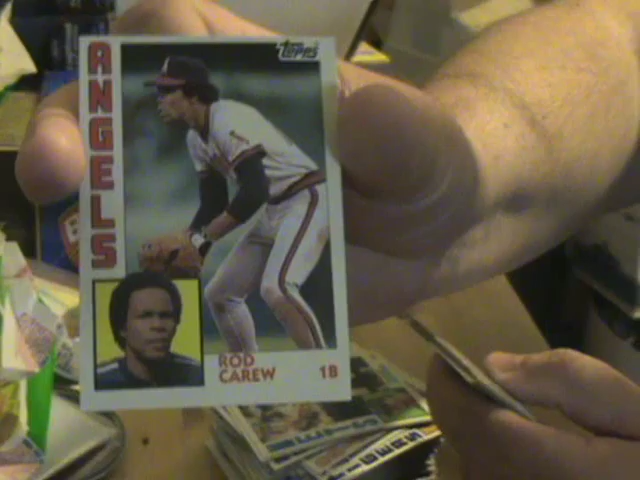 Topps
ANGELS
ROD
CAREW
1B